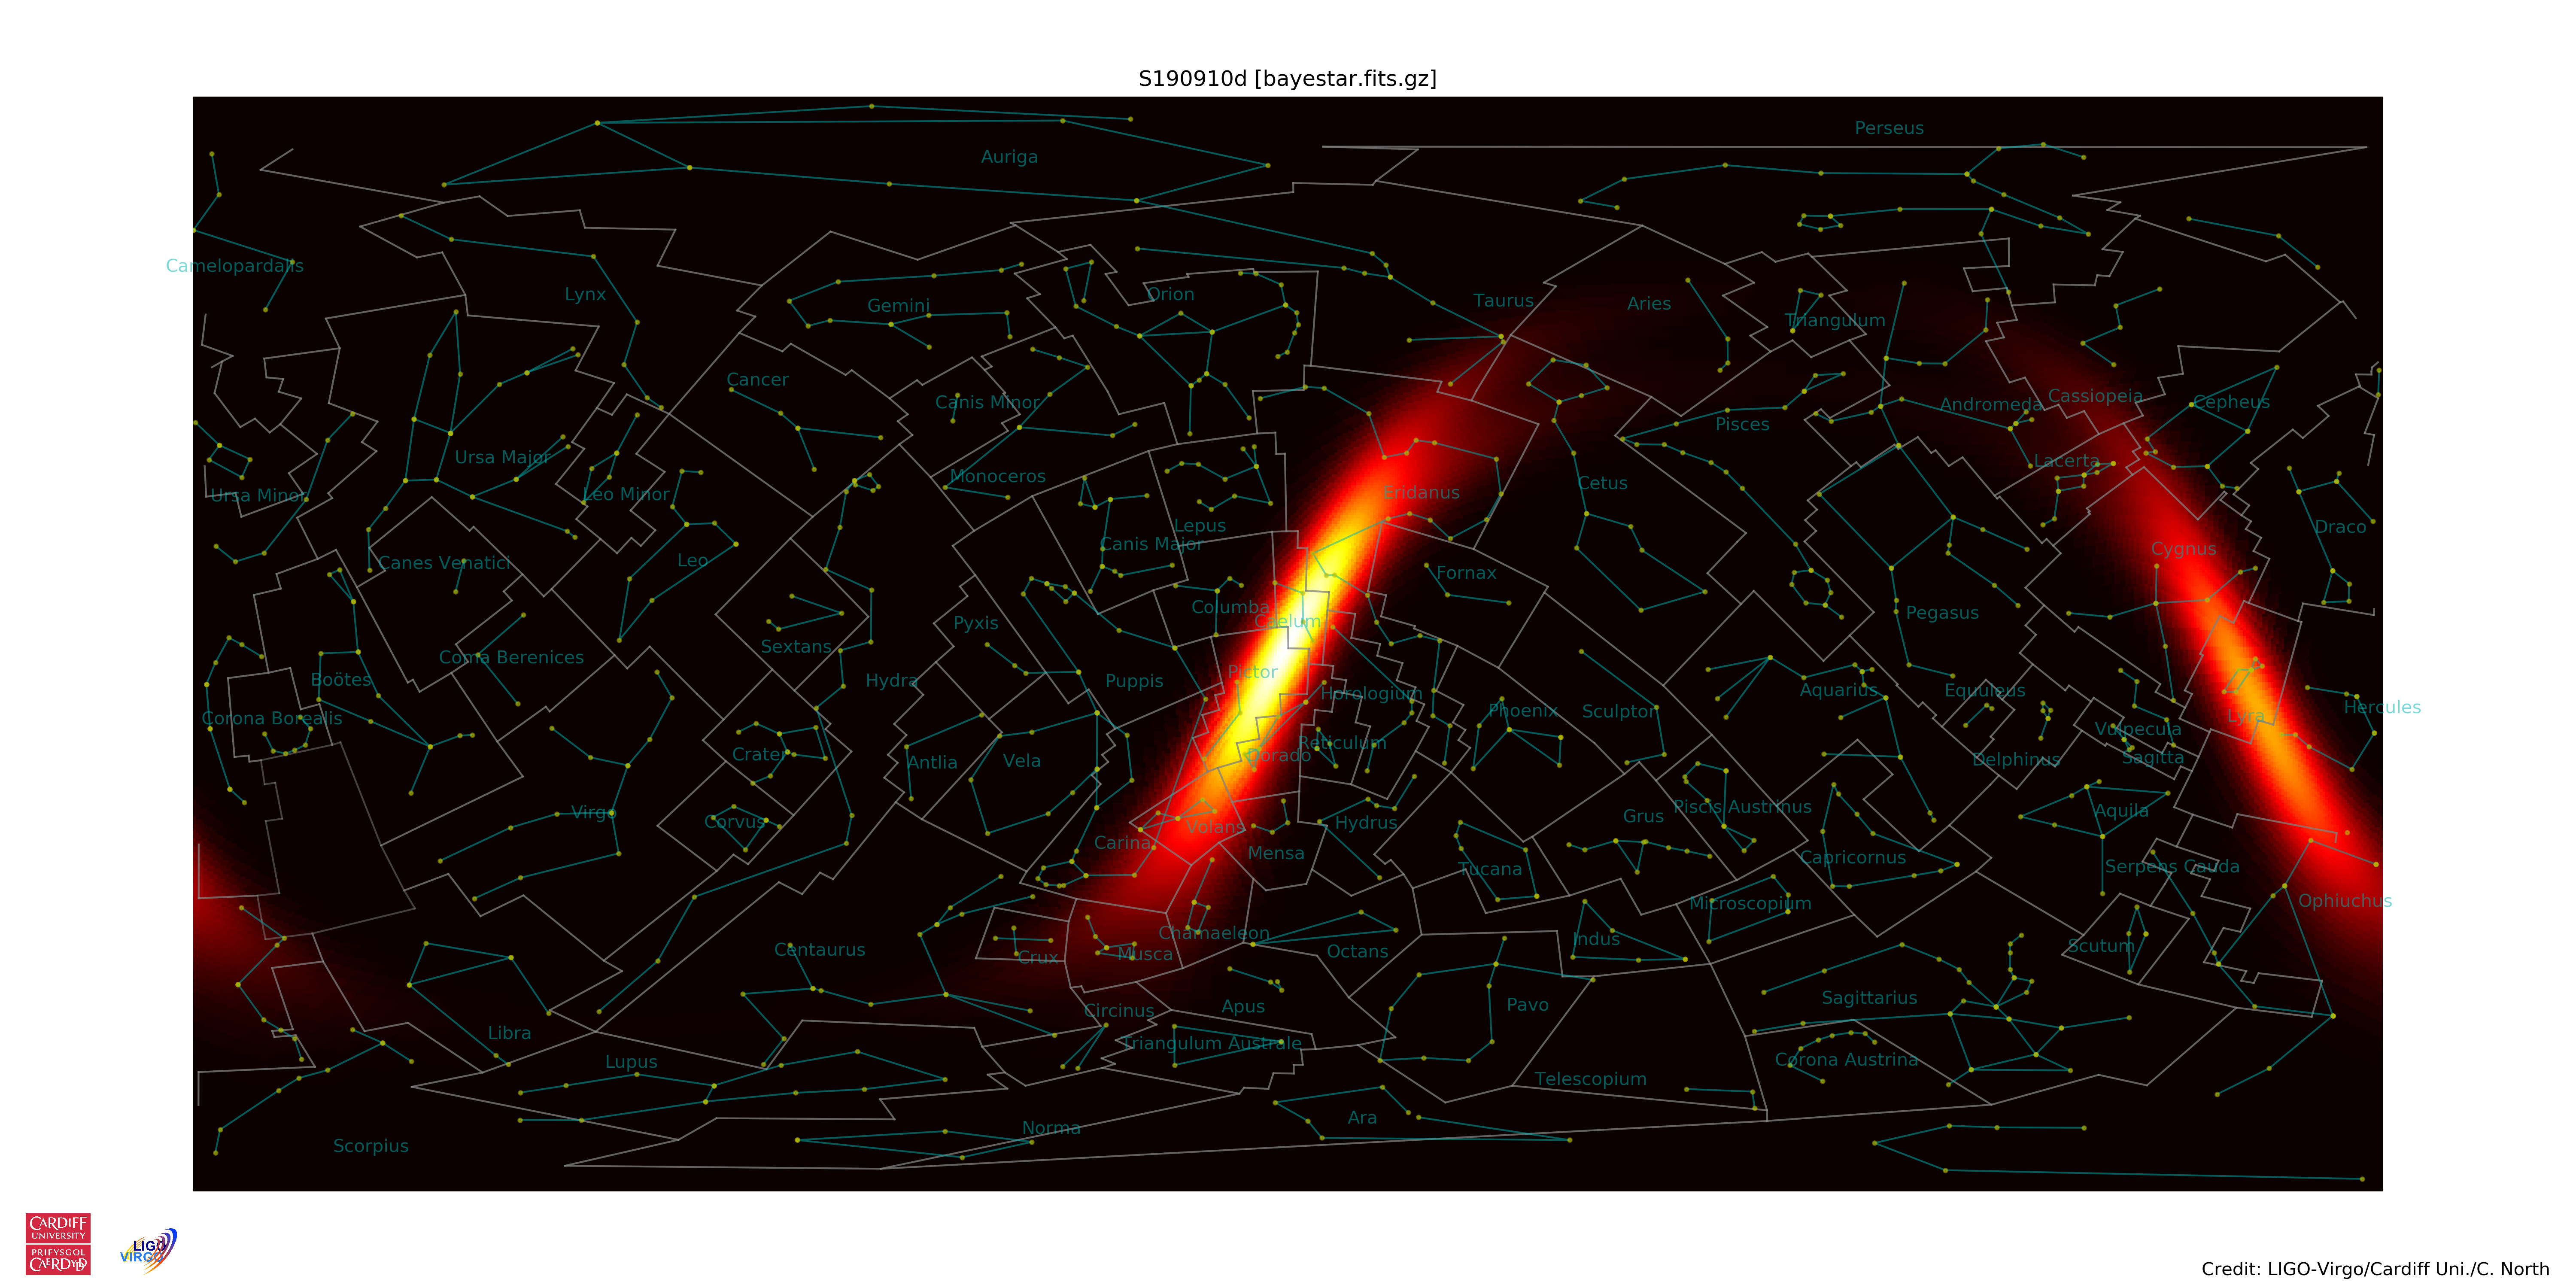 S190910d [bayestar.fits.gz]
Perseus
Auriga
Camelopardalis
Lynx
Gemini
Orion
Taurus
Aries
Triangulum
Cancer
Canis Minor
Andromeda
Cassiopeia
Cepheus
Pisces
Ursa Major
Lacerta
Ursa Minor
Leo Minor
Monoceros
Eridanus
Cetus
Lepus
Draco
Canis Major
Cygnus
Canes Venatici
Leo
Fornax
Columba
Pegasus
Caelum
Pyxis
Sextans
Coma Berenices
Pictor
Boötes
Hydra
Puppis
Horologium
Aquarius
Equuleus
Hercules
Phoenix
Sculptor
Corona Borealis
Lyra
Vulpecula
Reticulum
Crater
Dorado
Sagitta
Antlia
Vela
Delphinus
Piscis Austrinus
Aquila
Virgo
Grus
Corvus
Volans
Hydrus
Carina
Mensa
Capricornus
Serpens Cauda
Tucana
Ophiuchus
Microscopium
Chamaeleon
Indus
Scutum
Centaurus
Octans
Crux
Musca
Sagittarius
Apus
Pavo
Circinus
Libra
Triangulum Australe
Lupus
Corona Austrina
Telescopium
Ara
Norma
Scorpius
CARDIFF
UNIVERSITY
PRIFYSGOL
CAERDYDD
LIGO
VIRGO
Credit: LIGO-Virgo/Cardiff Uni./C. North